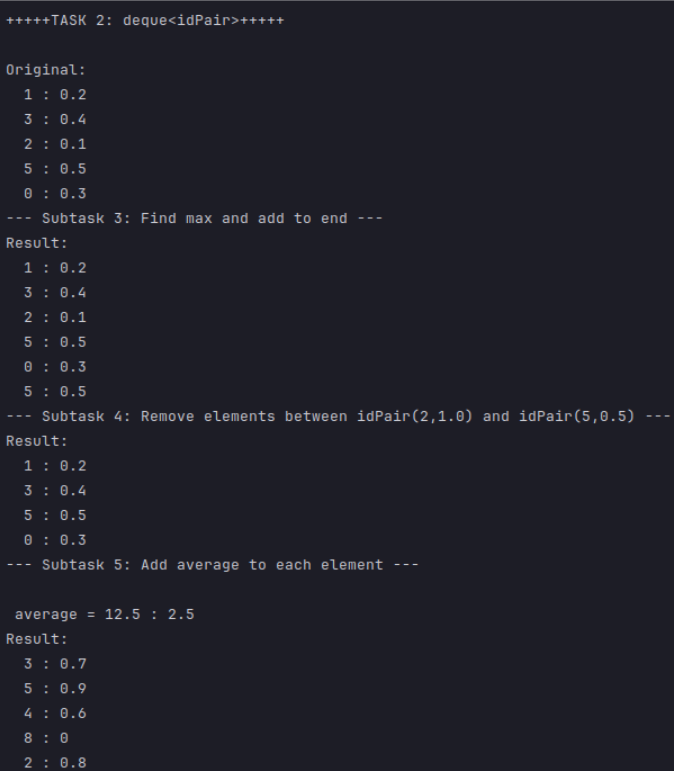 +++++TASK 2: deque<idPair>+++++
Original:
1 : 0.2
3 : 0.4
2 : 0.1
5 : 0.5
0 : 0.3
--- Subtask 3: Find max and add to end ---
Result:
1 : 0.2
3 : 0.4
2 : 0.1
5 : 0.5
0 : 0.3
5 : 0.5
--- Subtask 4: Remove elements between idPair(2,1.0) and idPair(5,0.5) ---
Result:
1 : 0.2
3 : 0.4
5 : 0.5
0 : 0.3
--- Subtask 5: Add average to each element ---
average = 12.5 : 2.5
Result:
3 : 0.7
5 : 0.9
4 : 0.6
8 : 0
2 : 0.8